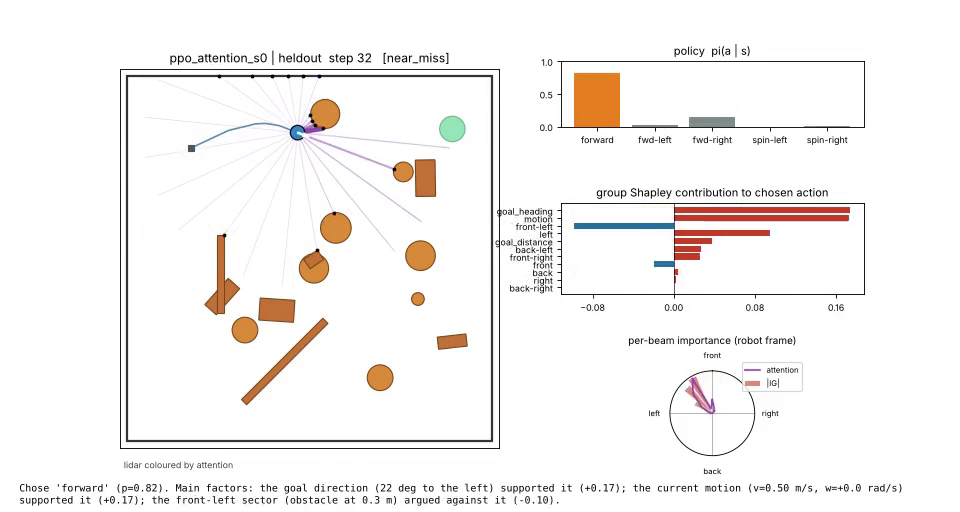 ppo_attention_s0 | heldout  step 32   [near_miss]
lidar coloured by attention
policy  pi(a | s)
1.0
0.5
0.0
forward
fwd-left
fwd-right
spin-left
spin-right
group Shapley contribution to chosen action
goal_heading
motion
front-left
left
goal_distance
back-left
front-right
front
back
right
back-right
−0.08
0.00
0.08
0.16
per-beam importance (robot frame)
front
attention
|IG|
left
right
back
Chose 'forward' (p=0.82). Main factors: the goal direction (22 deg to the left) supported it (+0.17); the current motion (v=0.50 m/s, w=+0.0 rad/s)
supported it (+0.17); the front-left sector (obstacle at 0.3 m) argued against it (-0.10).